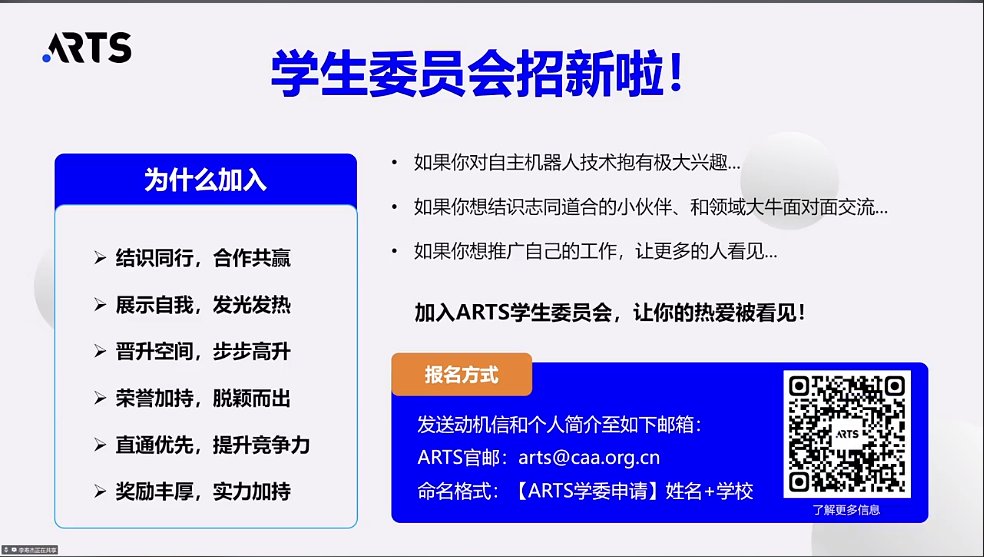 ARTS
学生委员会招新啦！
为什么加入
结识同行，合作共赢
展示自我，发光发热
晋升空间，步步高升
荣誉加持，脱颖而出
直通优先，提升竞争力
奖励丰厚，实力加持
如果你对自主机器人技术抱有极大兴趣...
如果你想结识志同道合的小伙伴、和领域大牛面对面交流...
如果你想推广自己的工作，让更多的人看见...
加入ARTS学生委员会，让你的热爱被看见！
报名方式
发送动机信和个人简介至如下邮箱：
ARTS官邮：arts@caa.org.cn
命名格式：【ARTS学委申请】姓名+学校
ARTS
了解更多信息